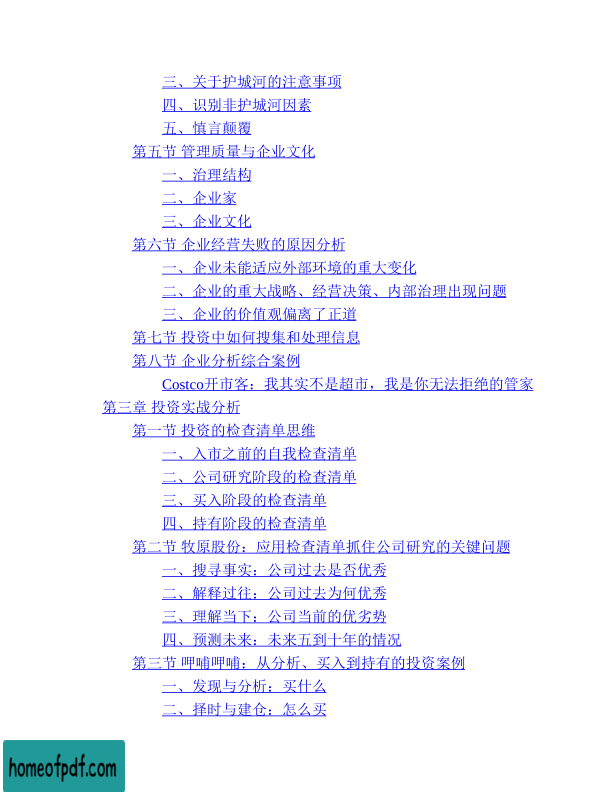 三、关于护城河的注意事项
四、识别非护城河因素
五、慎言颠覆
第五节 管理质量与企业文化
一、治理结构
二、企业家
三、企业文化
第六节 企业经营失败的原因分析
一、企业未能适应外部环境的重大变化
二、企业的重大战略、经营决策、内部治理出现问题
三、企业的价值观偏离了正道
第七节 投资中如何搜集和处理信息
第八节 企业分析综合案例
Costco开市客：我其实不是超市，我是你无法拒绝的管家
第三章 投资实战分析
第一节 投资的检查清单思维
一、入市之前的自我检查清单
二、公司研究阶段的检查清单
三、买入阶段的检查清单
四、持有阶段的检查清单
第二节 牧原股份：应用检查清单抓住公司研究的关键问题
一、搜寻事实：公司过去是否优秀
二、解释过往：公司过去为何优秀
三、理解当下：公司当前的优劣势
四、预测未来：未来五到十年的情况
第三节 呷哺呷哺：从分析、买入到持有的投资案例
一、发现与分析：买什么
二、择时与建仓：怎么买
homeofpdf.com